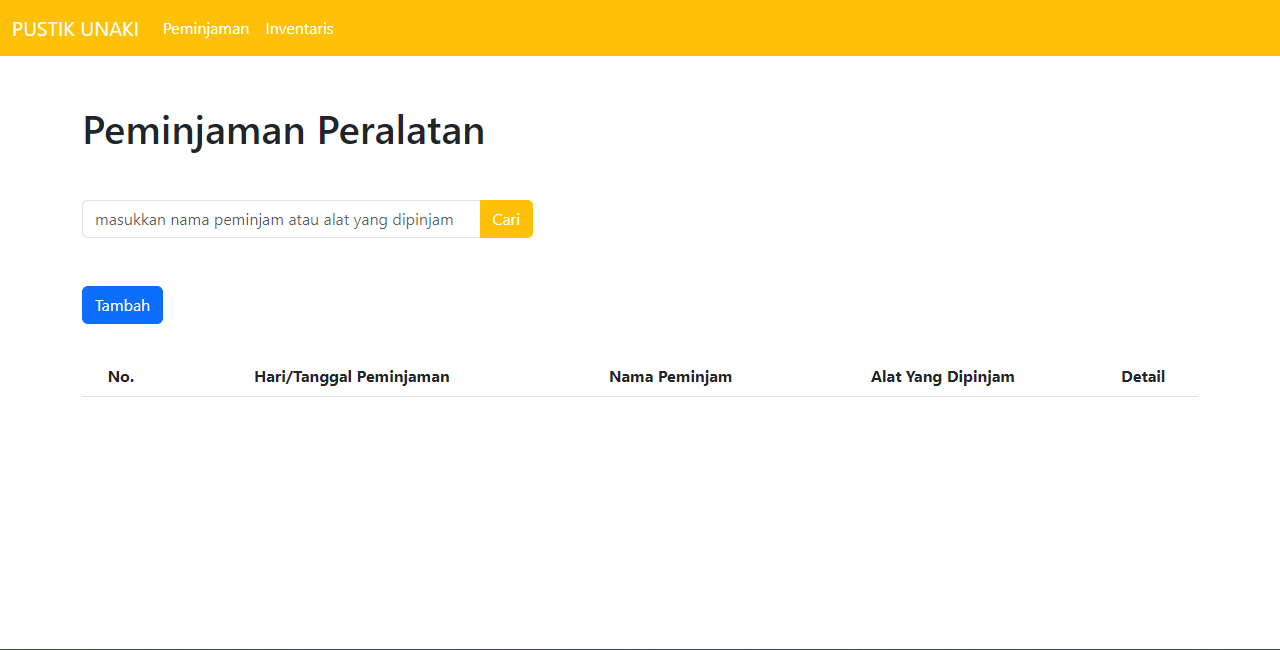 PUSTIK UNAKI Peminjaman Inventaris
Peminjaman Peralatan
masukkan nama peminjam atau alat yang dipinjam Cari
Tambah
No. Hari/Tanggal Peminjaman Nama Peminjam Alat Yang Dipinjam Detail